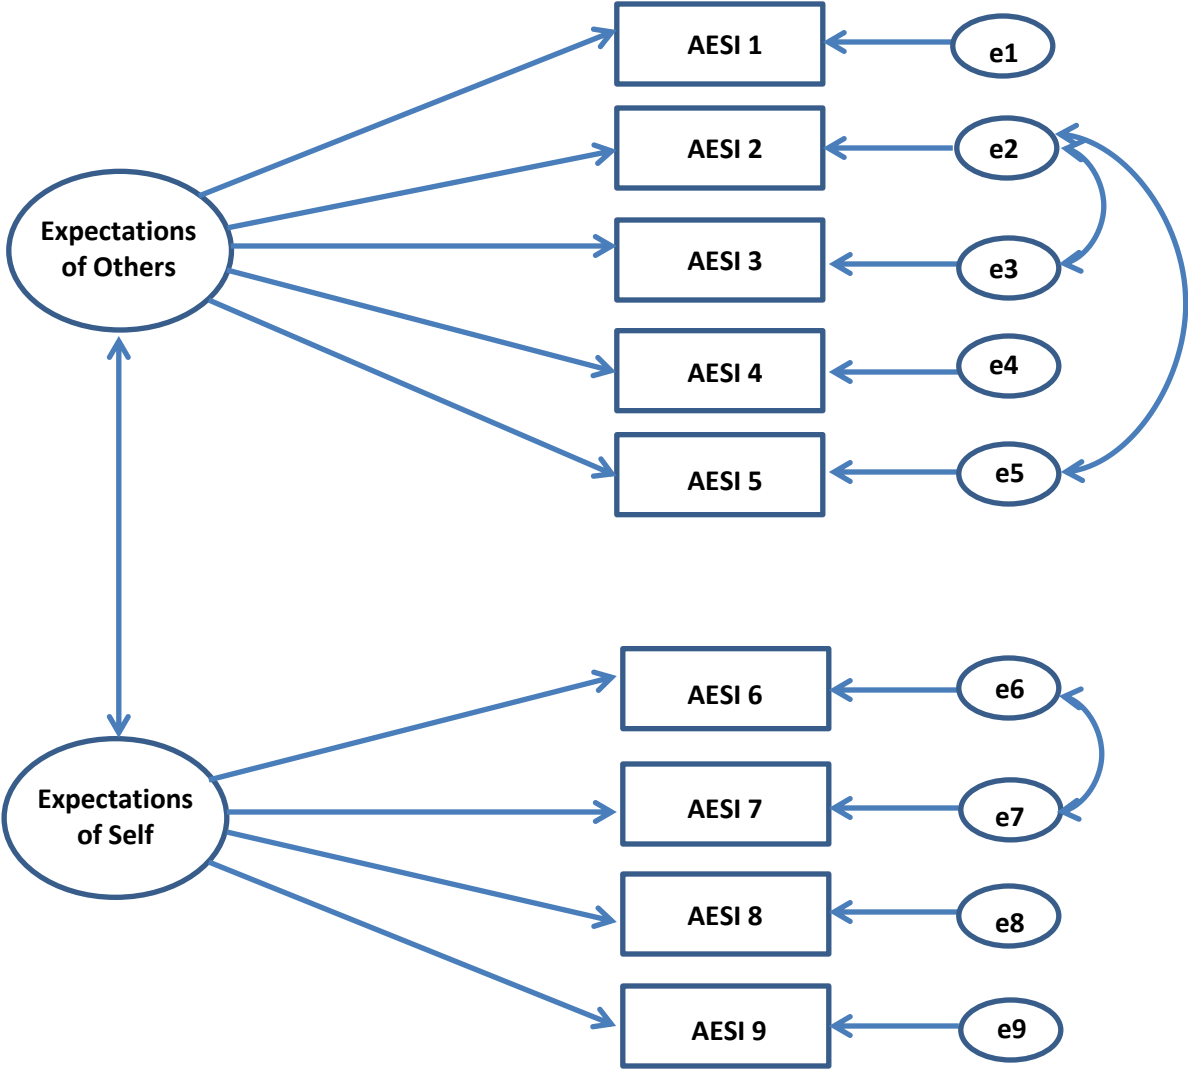 AESI 1
e1
AESI 2
e2
Expectations
of Others
AESI 3
e3
AESI 4
e4
AESI 5
e5
AESI 6
e6
Expectations
of Self
AESI 7
e7
AESI 8
e8
AESI 9
e9